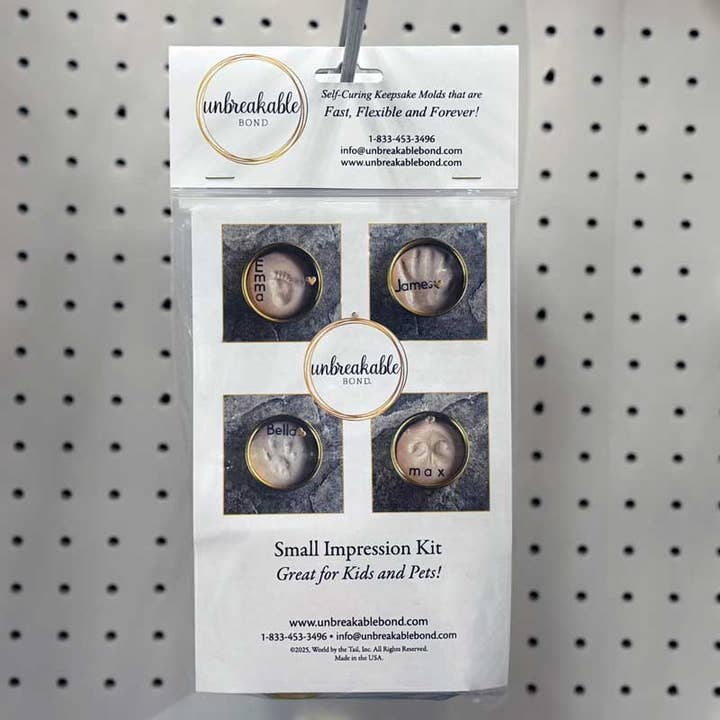 unbreakable
BOND
Self-Curing Keepsake Molds that are
Fast, Flexible and Forever!
1-833-453-3496
info@unbreakablebond.com
www.unbreakablebond.com
Emma
James
unbreakable
BOND.
Bella
max
Small Impression Kit
Great for Kids and Pets!
www.unbreakablebond.com
1-833-453-3496 • info@unbreakablebond.com
©2025, World by the Tail, Inc. All Rights Reserved.
Made in the USA.